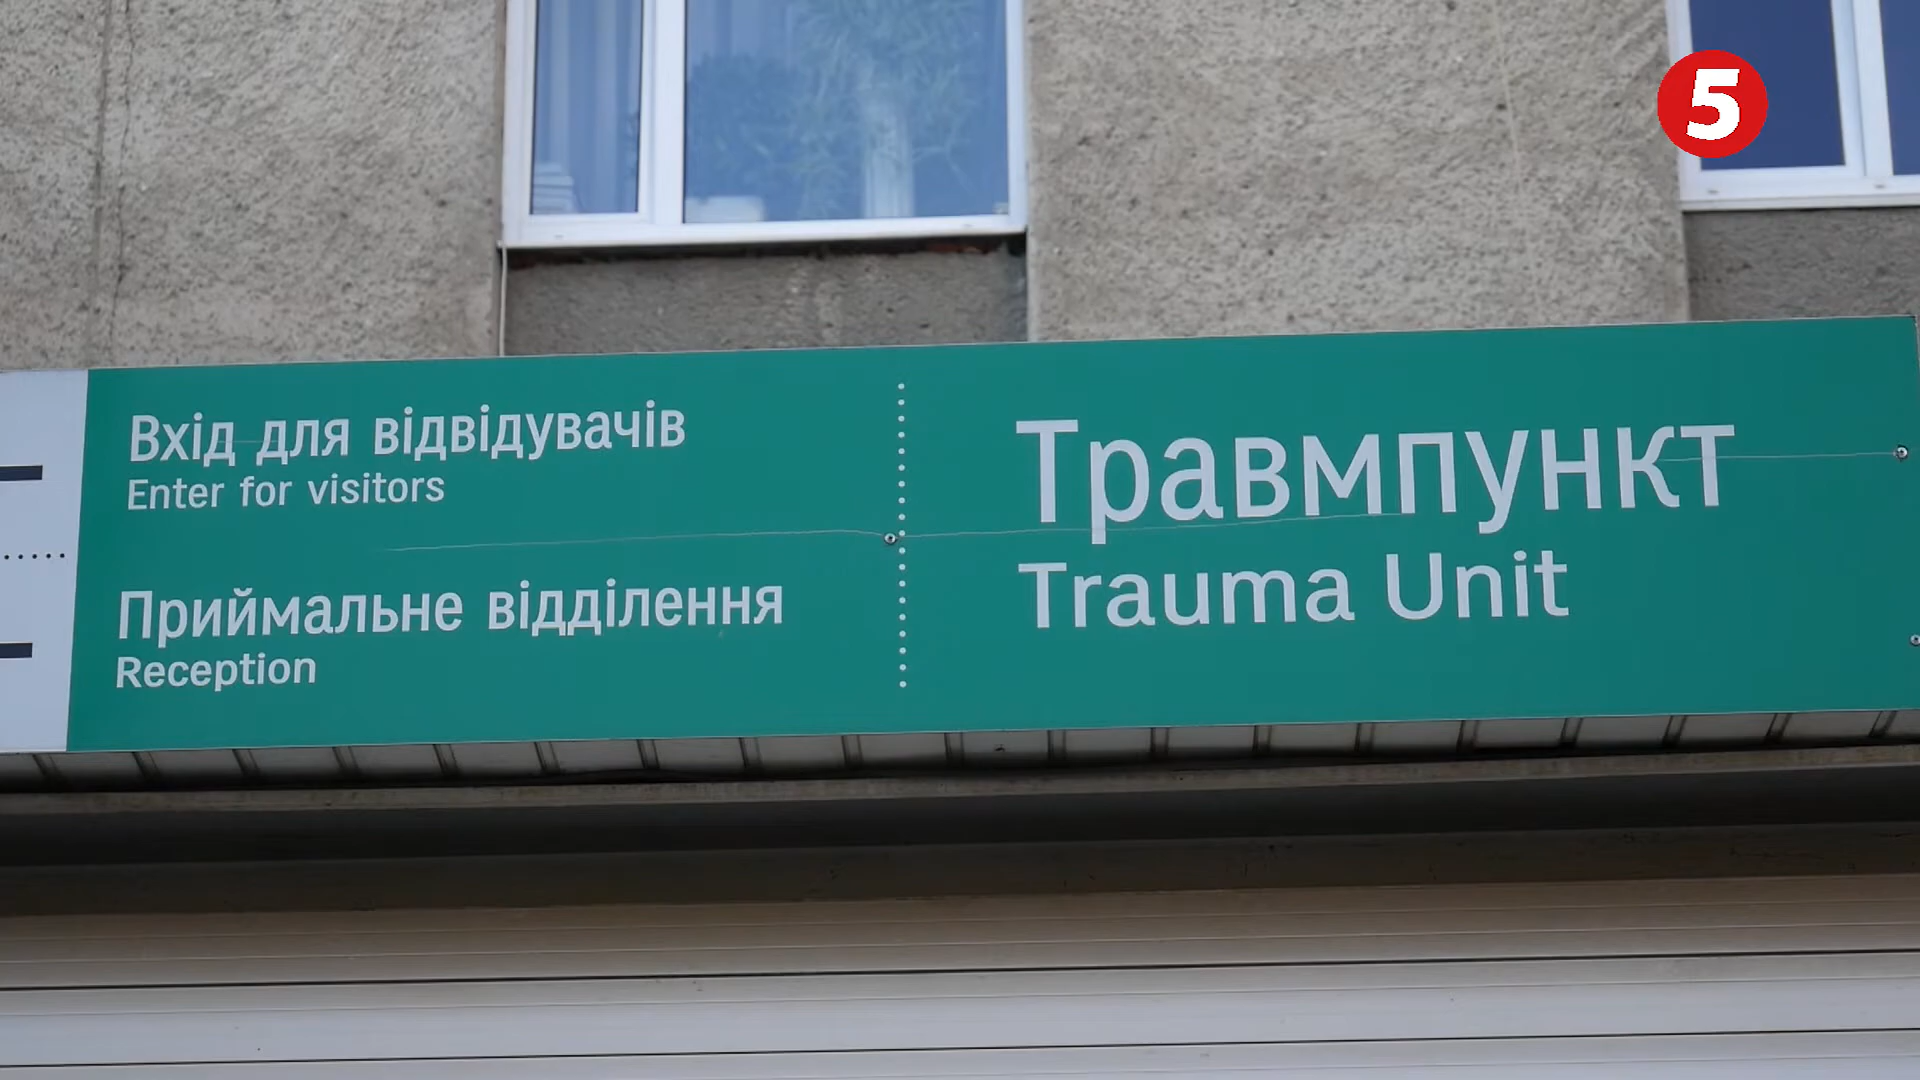 5
Вхід для відвідувачів
Enter for visitors
Приймальне відділення
Reception
Травмпункт
Trauma Unit